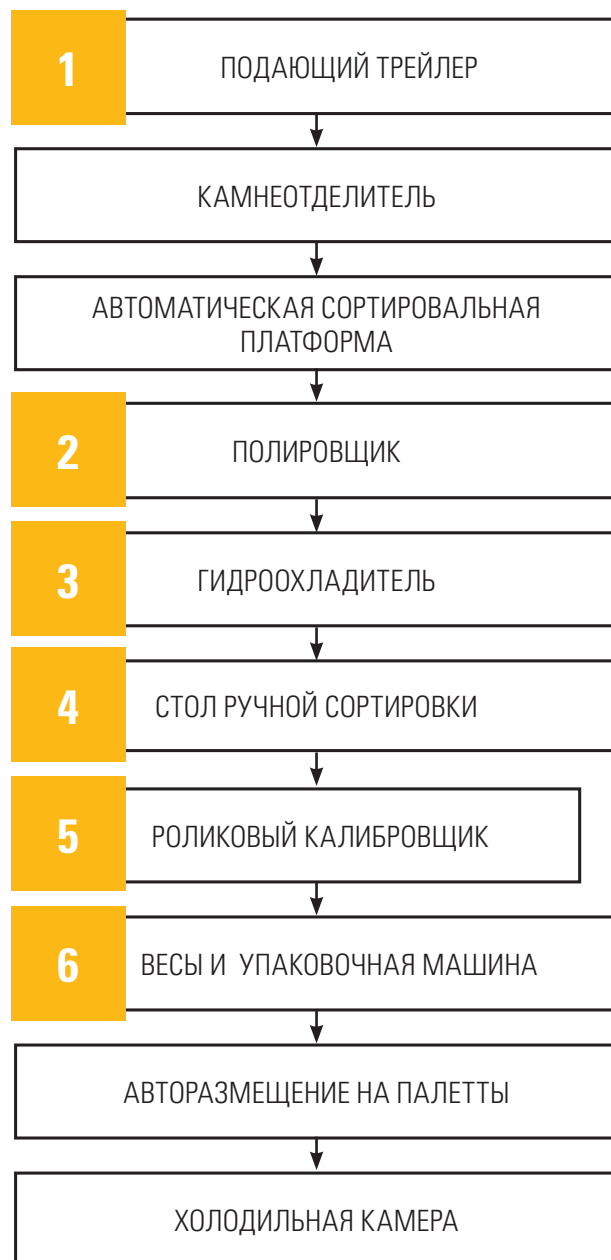 1
ПОДАЮЩИЙ ТРЕЙЛЕР
КАМНЕОТДЕЛИТЕЛЬ
АВТОМАТИЧЕСКАЯ СОРТИРОВАЛЬНАЯ
ПЛАТФОРМА
2
ПОЛИРОВЩИК
3
ГИДРООХЛАДИТЕЛЬ
4
СТОЛ РУЧНОЙ СОРТИРОВКИ
5
РОЛИКОВЫЙ КАЛИБРОВЩИК
6
ВЕСЫ И УПАКОВОЧНАЯ МАШИНА
АВТОРАЗМЕЩЕНИЕ НА ПАЛЕТТЫ
ХОЛОДИЛЬНАЯ КАМЕРА